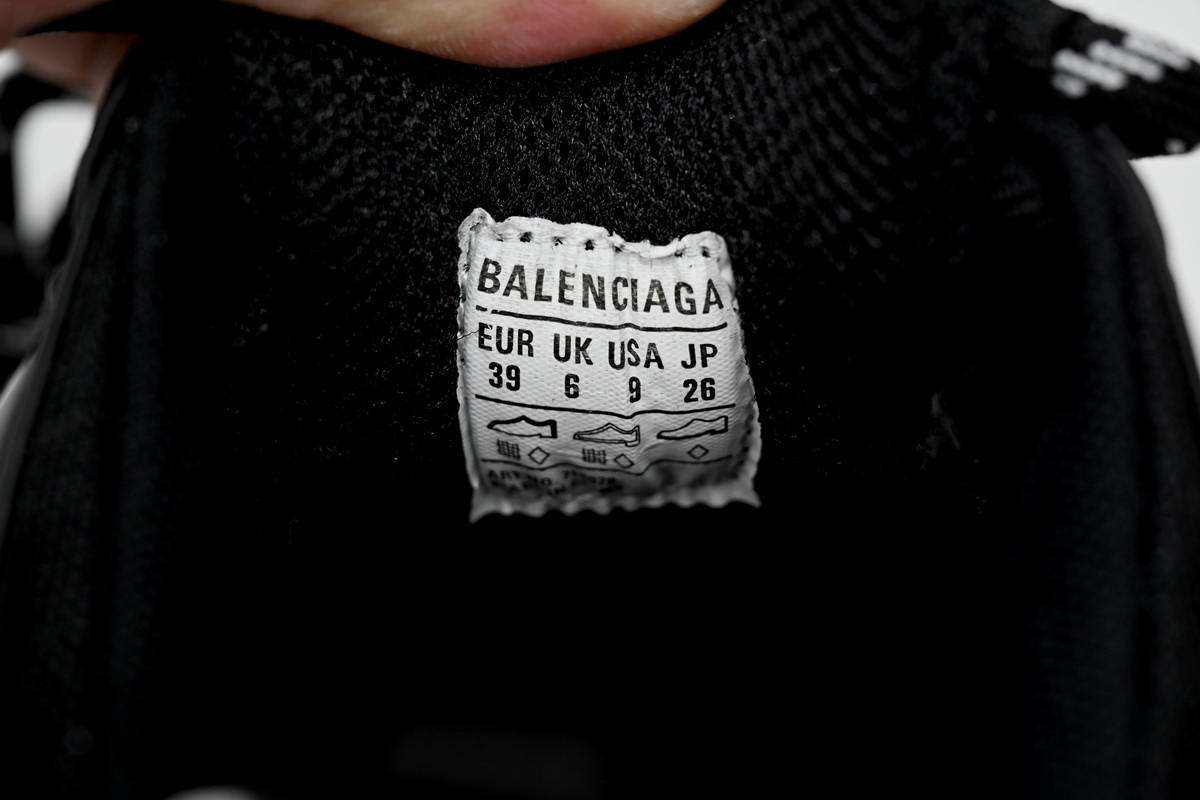 BALENCIAGA
EUR UK USA JP
39 6 9 26